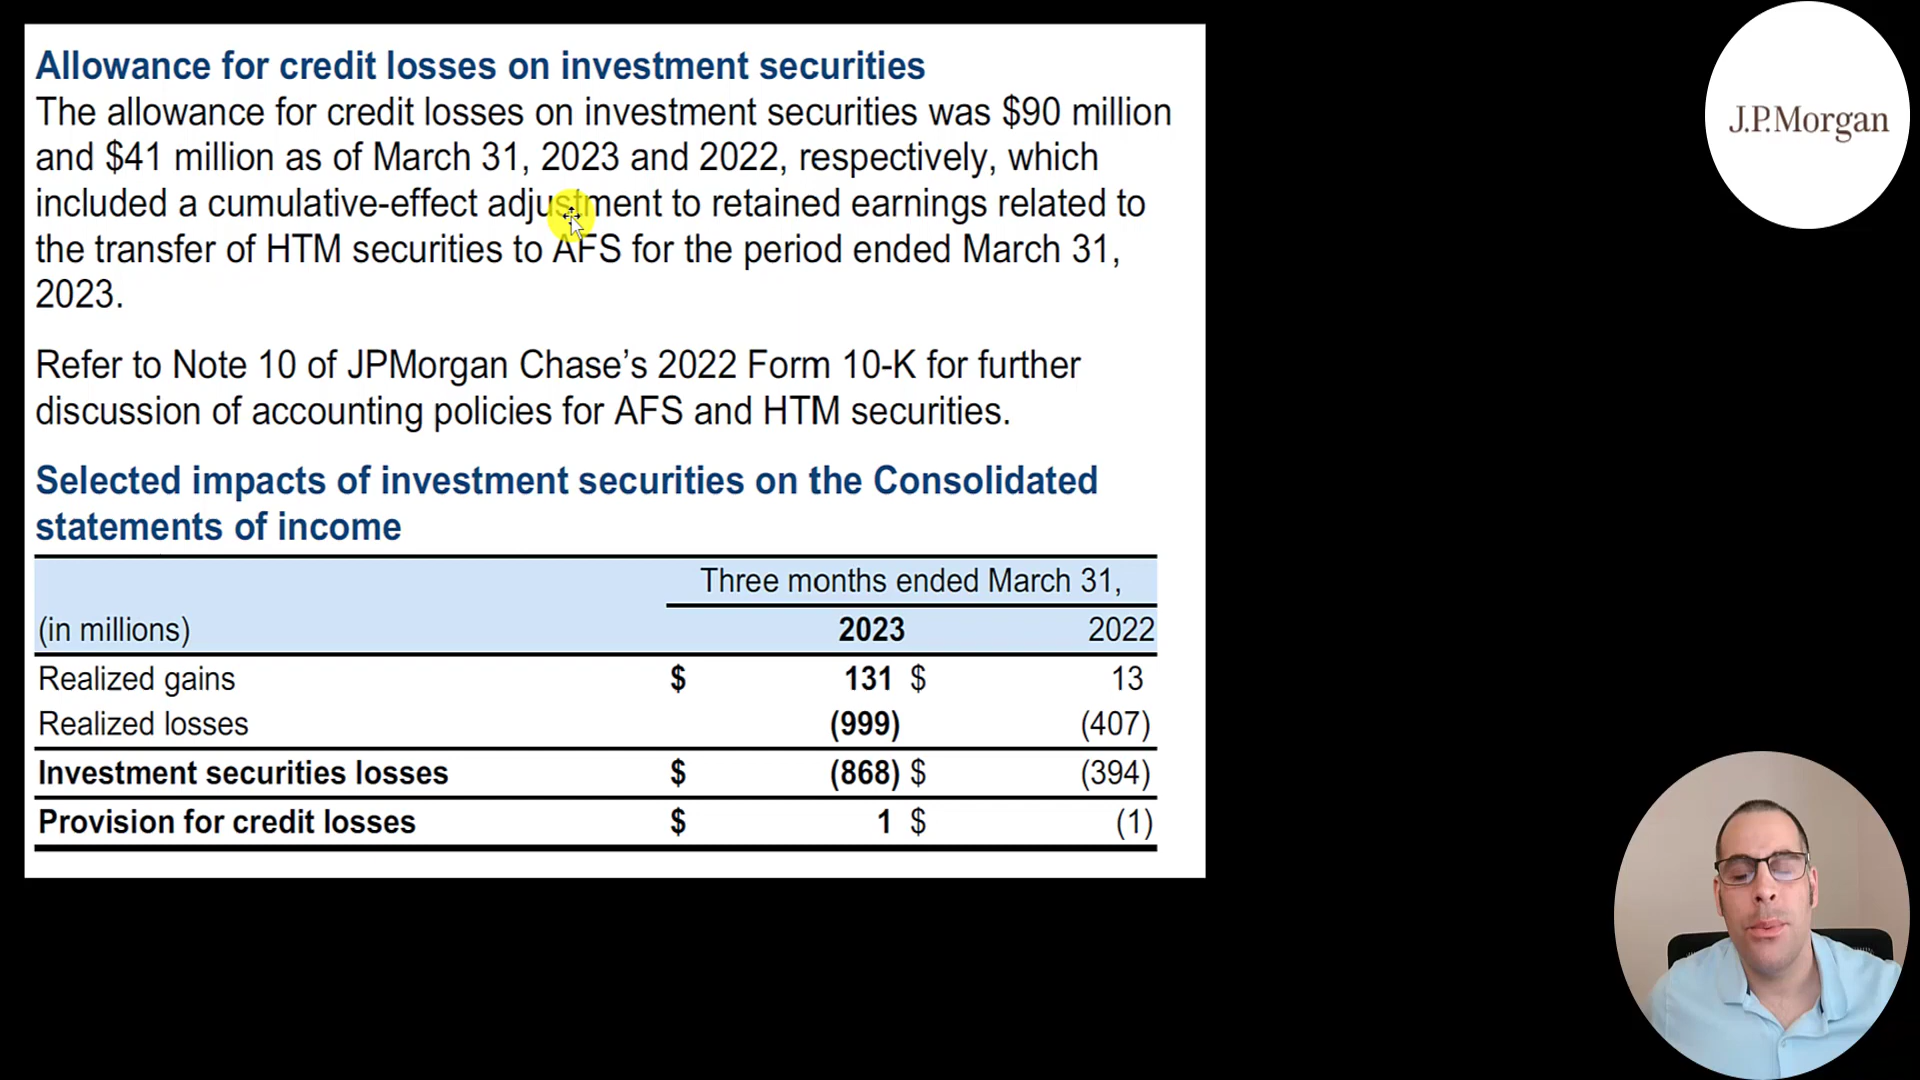 Allowance for credit losses on investment securities
The allowance for credit losses on investment securities was $90 million
and $41 million as of March 31, 2023 and 2022, respectively, which
included a cumulative-effect adjustment to retained earnings related to
the transfer of HTM securities to AFS for the period ended March 31,
2023.
Refer to Note 10 of JPMorgan Chase’s 2022 Form 10-K for further
discussion of accounting policies for AFS and HTM securities.
Selected impacts of investment securities on the Consolidated
statements of income
Three months ended March 31,
(in millions) 2023 2022
Realized gains $ 131 $ 13
Realized losses (999) (407)
Investment securities losses $ (868) $ (394)
Provision for credit losses $ 1 $ (1)
J.P.Morgan